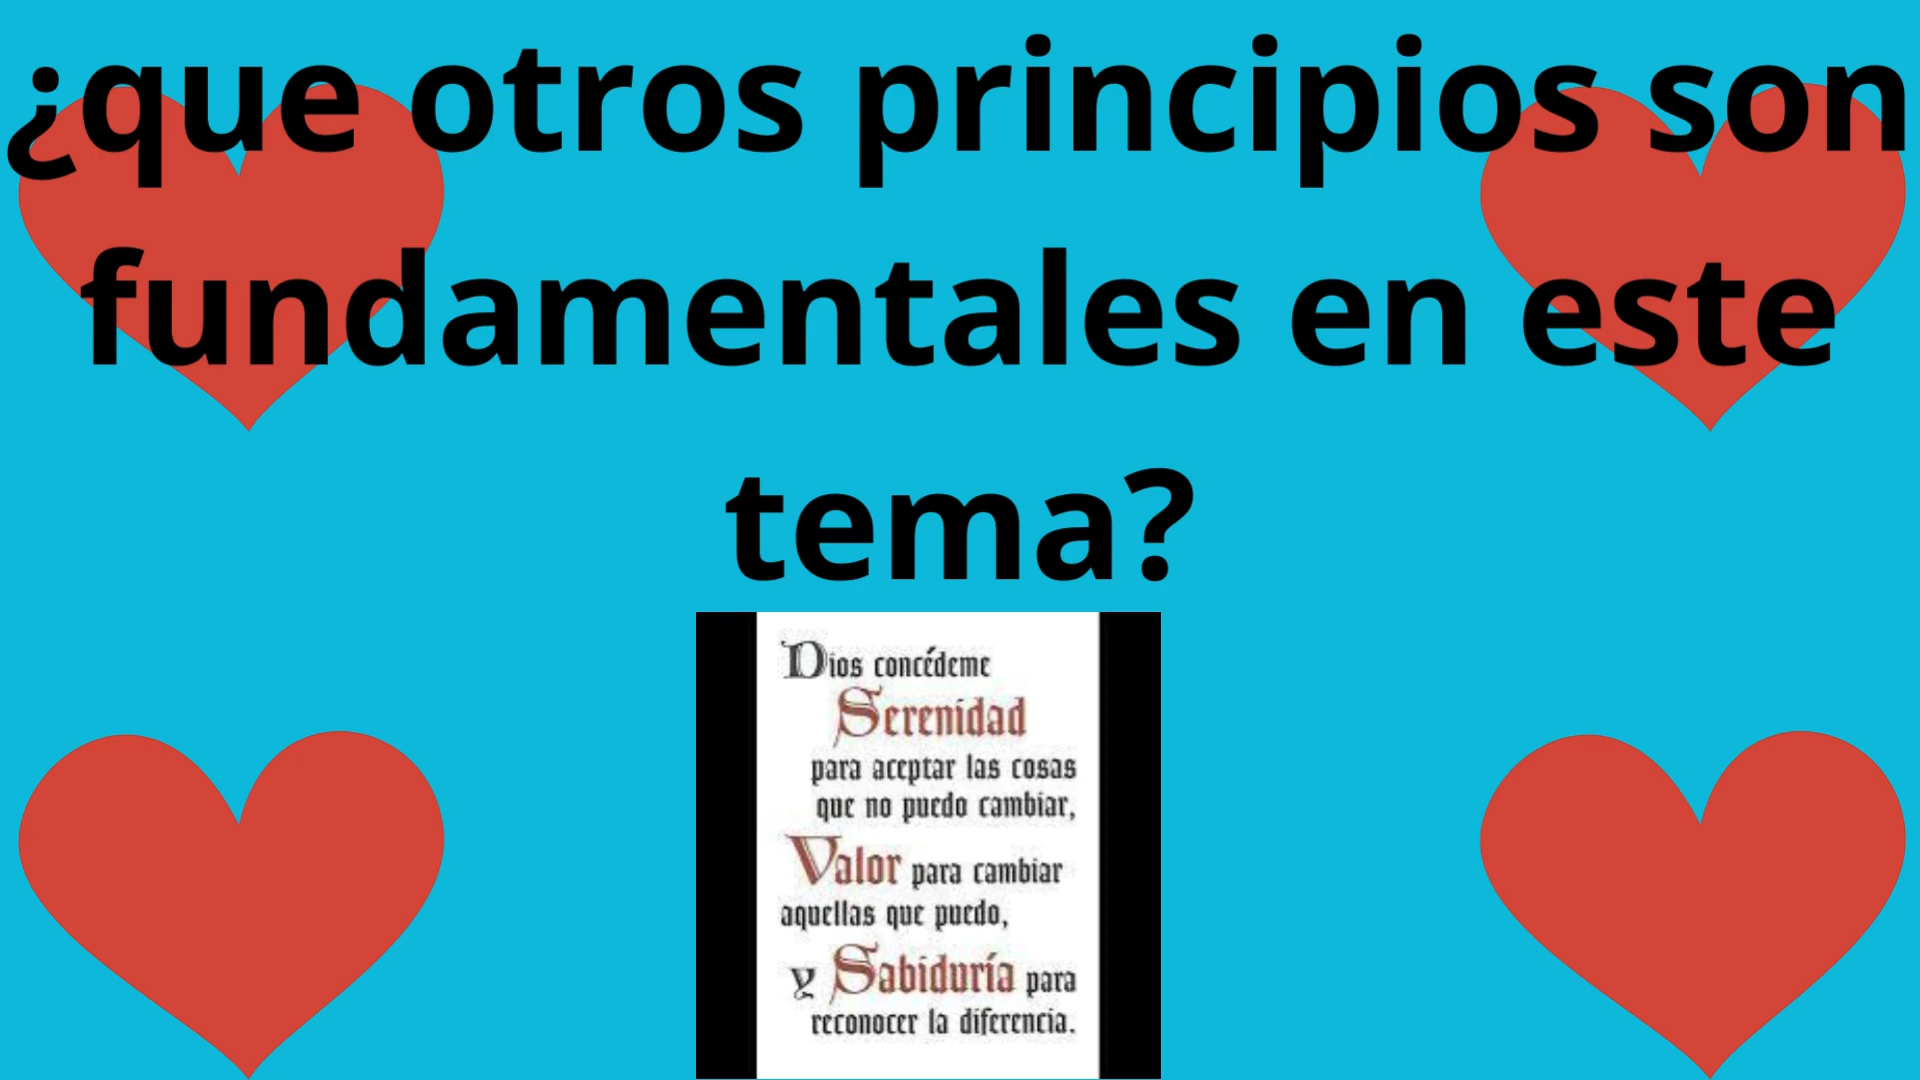 ¿que otros principios son
fundamentales en este
tema?
Dios concédeme
Serenidad
para aceptar las cosas
que no puedo cambiar,
Valor para cambiar
aquellas que puedo,
y Sabiduría para
reconocer la diferencia.